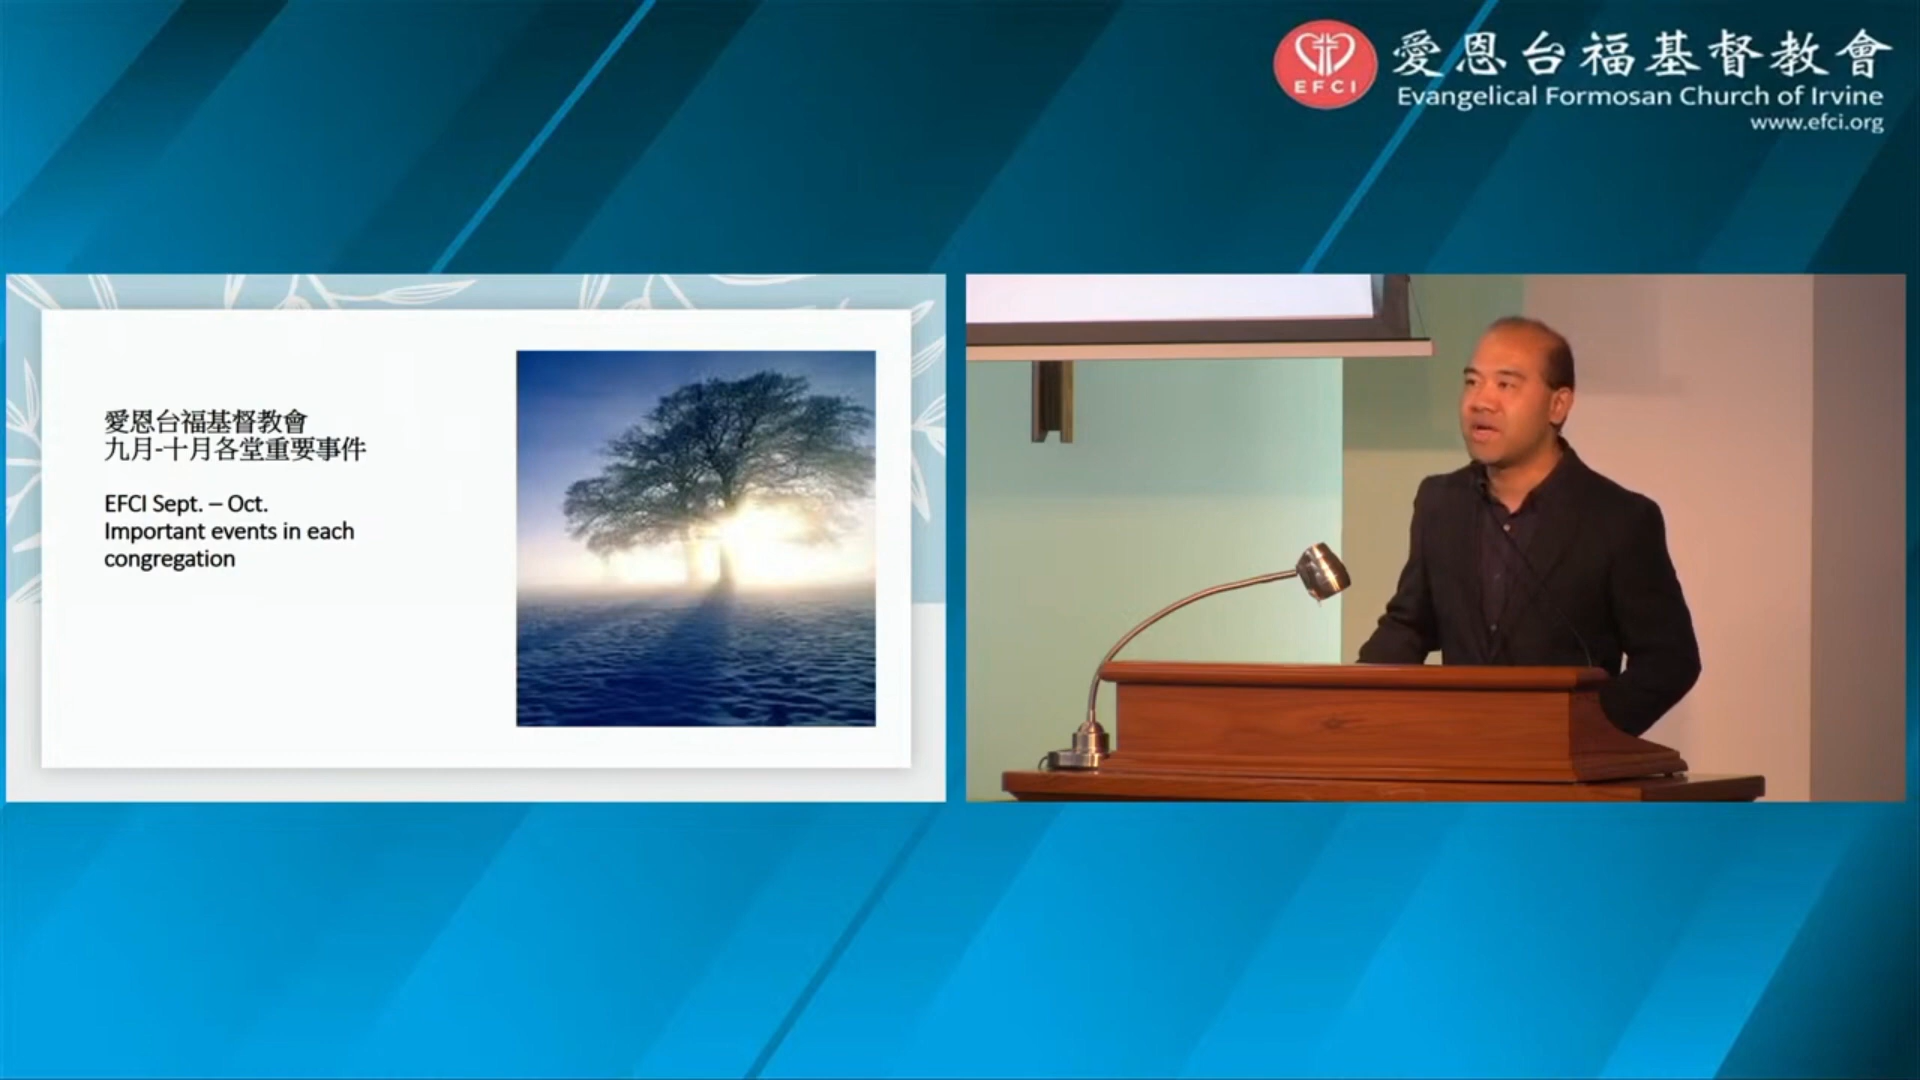 愛恩台福基督教會
EFCI
Evangelical Formosan Church of Irvine
www.efci.org
愛恩台福基督教會
九月-十月各堂重要事件
EFCI Sept. – Oct.
Important events in each
congregation